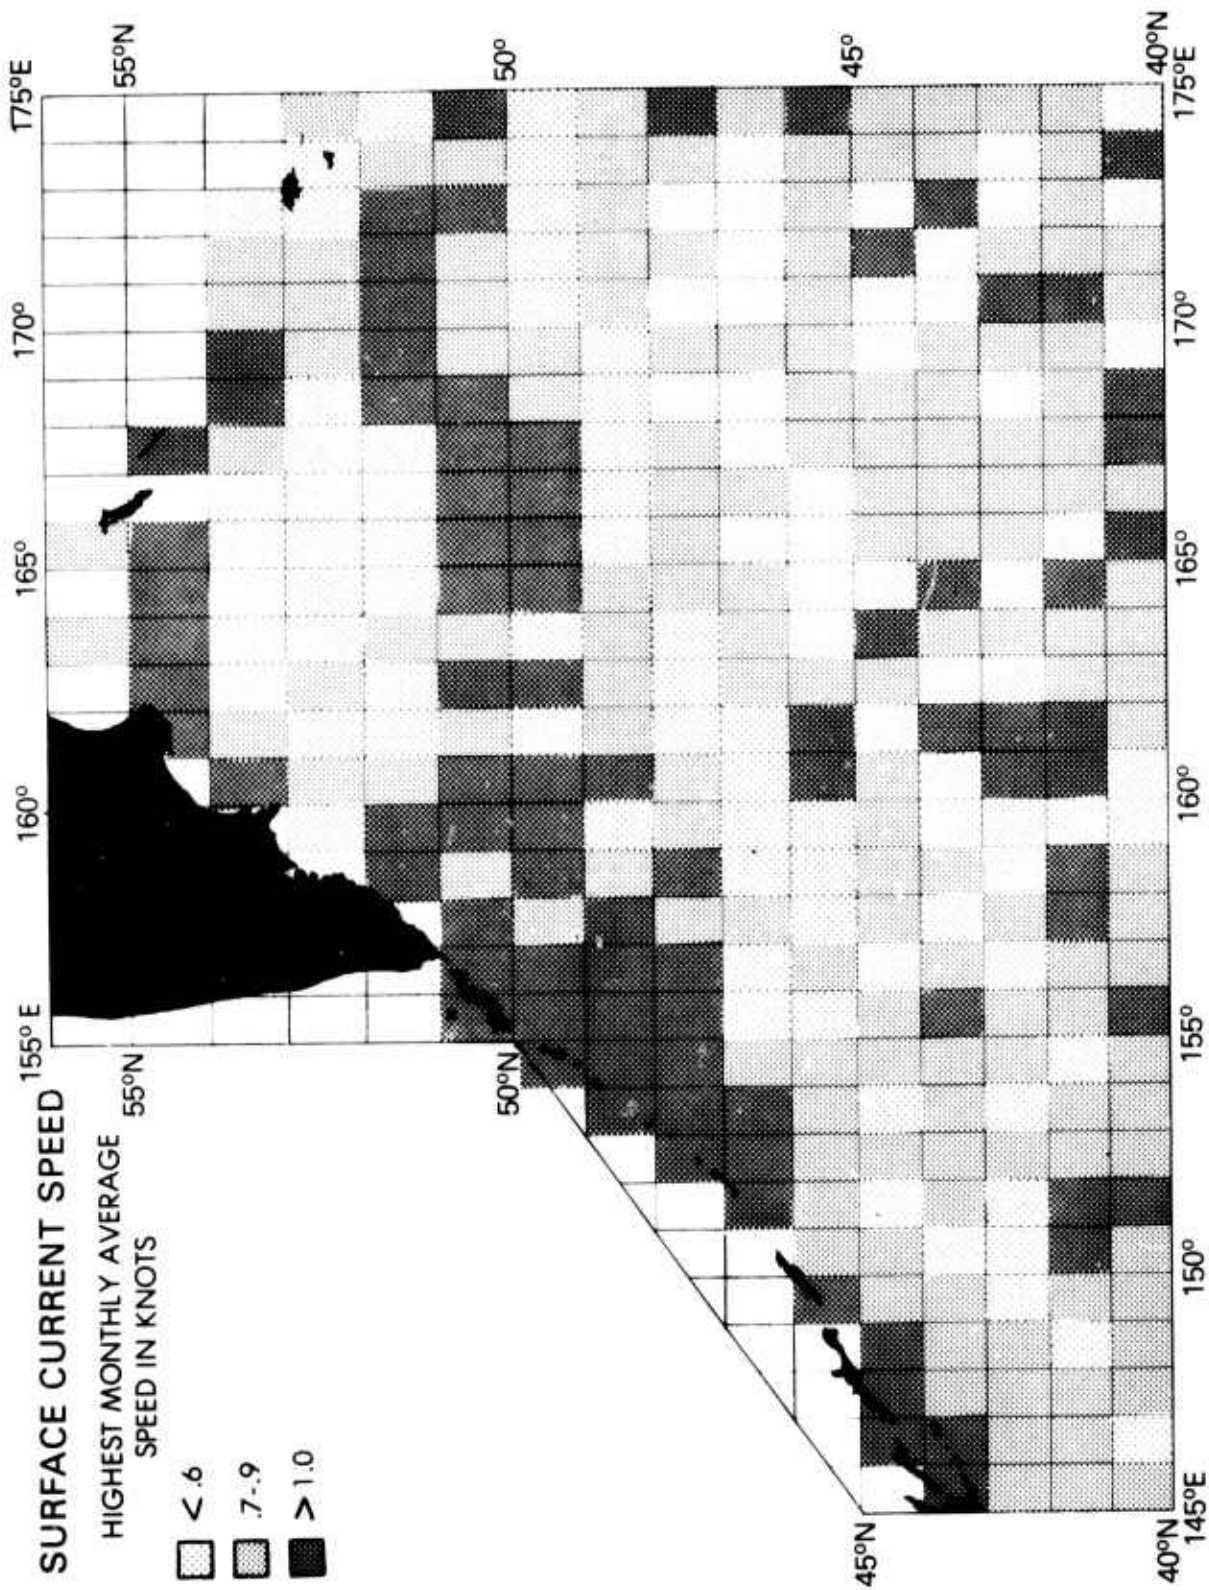 SURFACE CURRENT SPEED
HIGHEST MONTHLY AVERAGE
SPEED IN KNOTS
< .6
.7-.9
> 1.0
155° E
160°
165°
170°
175°E
55°N
50°
45°
40°N
175°E
170°
165°
160°
155°
150°
145°E
40°N
45°N
50°N
55°N